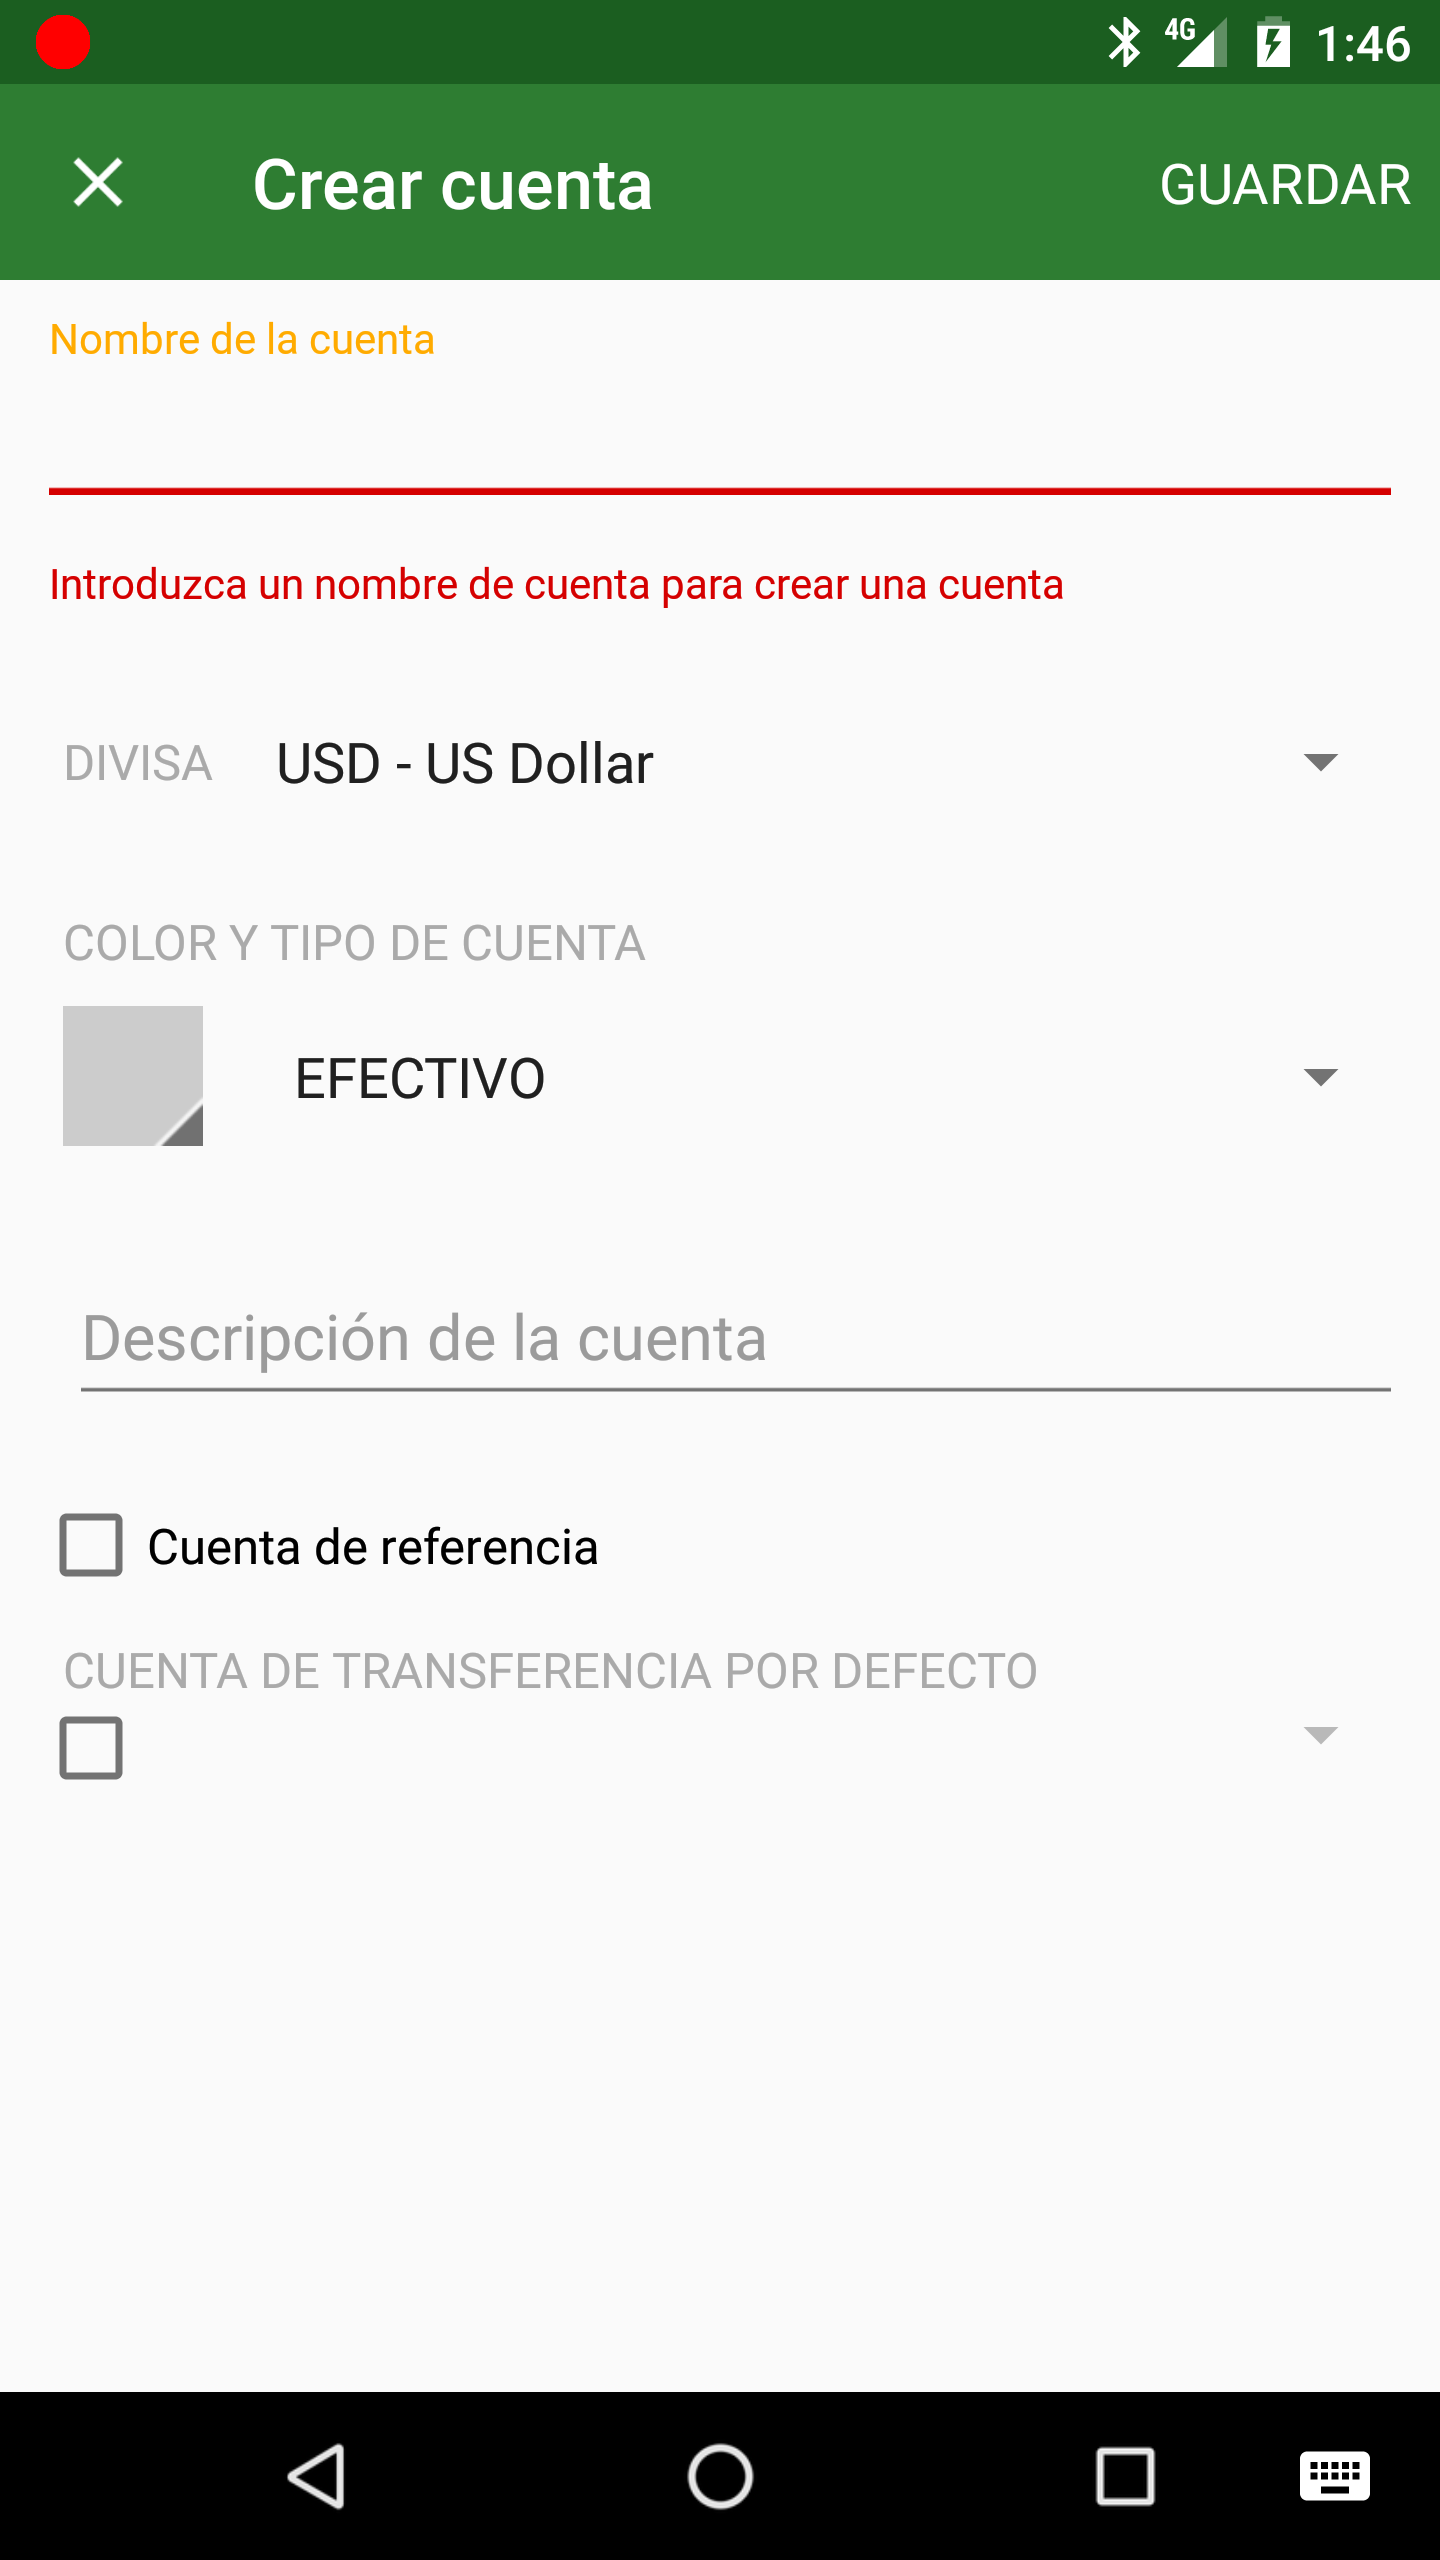 4G 1:46
Crear cuenta GUARDAR
Nombre de la cuenta
Introduzca un nombre de cuenta para crear una cuenta
DIVISA USD - US Dollar
COLOR Y TIPO DE CUENTA
EFECTIVO
Descripción de la cuenta
Cuenta de referencia
CUENTA DE TRANSFERENCIA POR DEFECTO